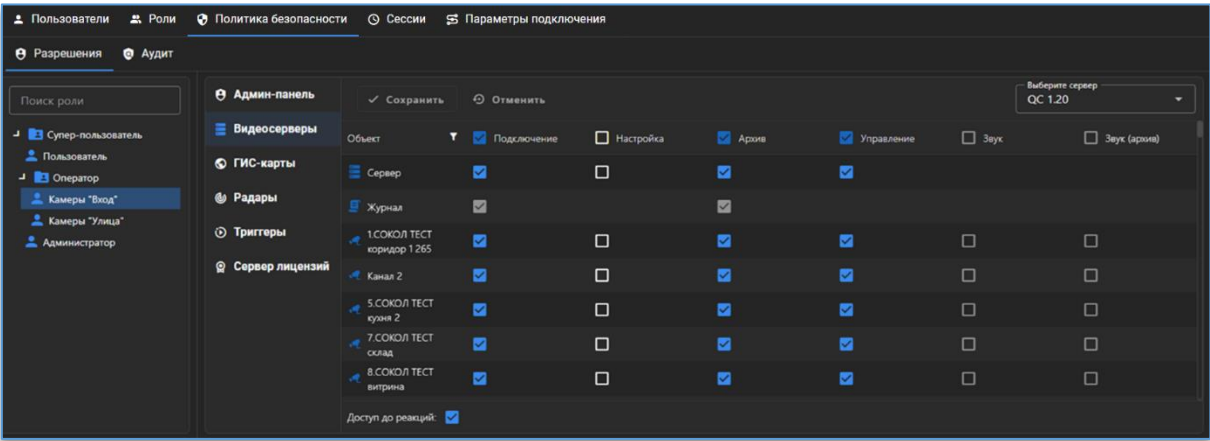 Пользователи Роли Политика безопасности Сессии Параметры подключения
Разрешения Аудит
Поиск роли
Супер-пользователь
Пользователь
Оператор
Камеры "Вход"
Камеры "Улица"
Администратор
Админ-панель
Видеосерверы
ГИС-карты
Радары
Триггеры
Сервер лицензий
Сохранить Отменить
Выберите сервер
QC 1.20
Объект Подключение Настройка Архив Управление Звук Звук (архив)
Сервер
Журнал
1.СОКОЛ ТЕСТ
коридор 1 265
Канал 2
5.СОКОЛ ТЕСТ
кухня 2
7.СОКОЛ ТЕСТ
склад
8.СОКОЛ ТЕСТ
витрина
Доступ до реакций: